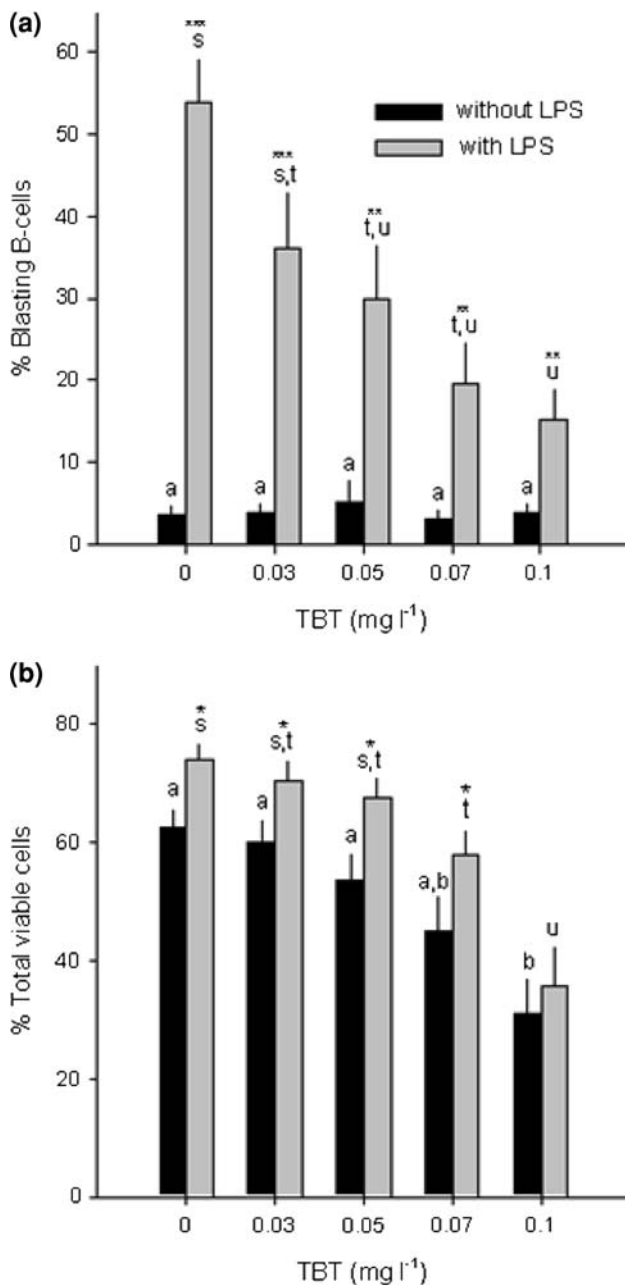 (a)
60
50
40
30
20
10
0
% Blasting B-cells
without LPS
with LPS
***
s
***
s,t
**
t,u
**
t,u
**
u
a
a
a
a
a
0 0.03 0.05 0.07 0.1
TBT (mg l⁻¹)
(b)
80
60
40
20
0
% Total viable cells
*
s
*
s,t
*
s,t
*
t
u
a
a
a
a,b
b
0 0.03 0.05 0.07 0.1
TBT (mg l⁻¹)